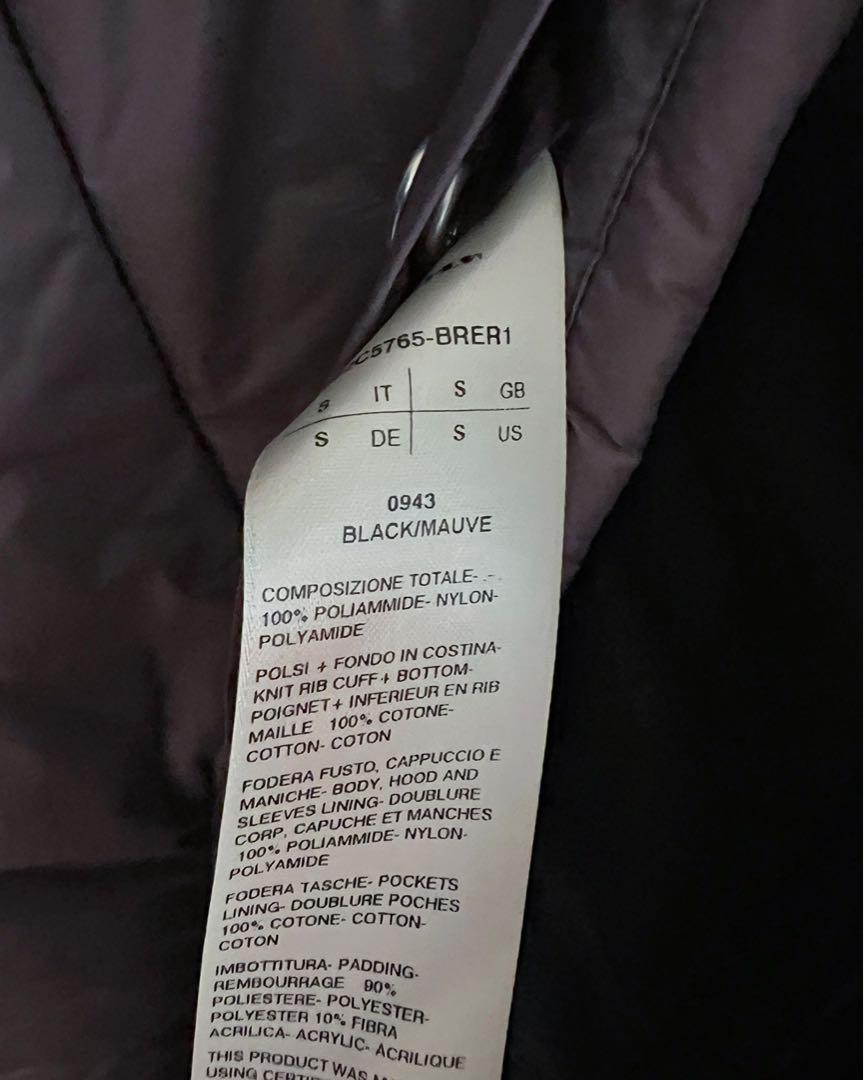 C5765-BRER1
S IT S GB
S DE S US
0943
BLACK/MAUVE
COMPOSIZIONE TOTALE-
100% POLIAMMIDE- NYLON-
POLYAMIDE
POLSI + FONDO IN COSTINA-
KNIT RIB CUFF + BOTTOM-
POIGNET + INFERIEUR EN RIB
MAILLE 100% COTONE-
COTTON- COTON
FODERA FUSTO, CAPPUCCIO E
MANICHE- BODY, HOOD AND
SLEEVES LINING- DOUBLURE
CORP, CAPUCHE ET MANCHES
100% POLIAMMIDE- NYLON-
POLYAMIDE
FODERA TASCHE- POCKETS
LINING- DOUBLURE POCHES
100% COTONE- COTTON-
COTON
IMBOTTITURA- PADDING-
REMBOURRAGE 90%
POLIESTERE- POLYESTER-
POLYESTER 10% FIBRA
ACRILICA- ACRYLIC- ACRILIQUE
THIS PRODUCT WAS
USING